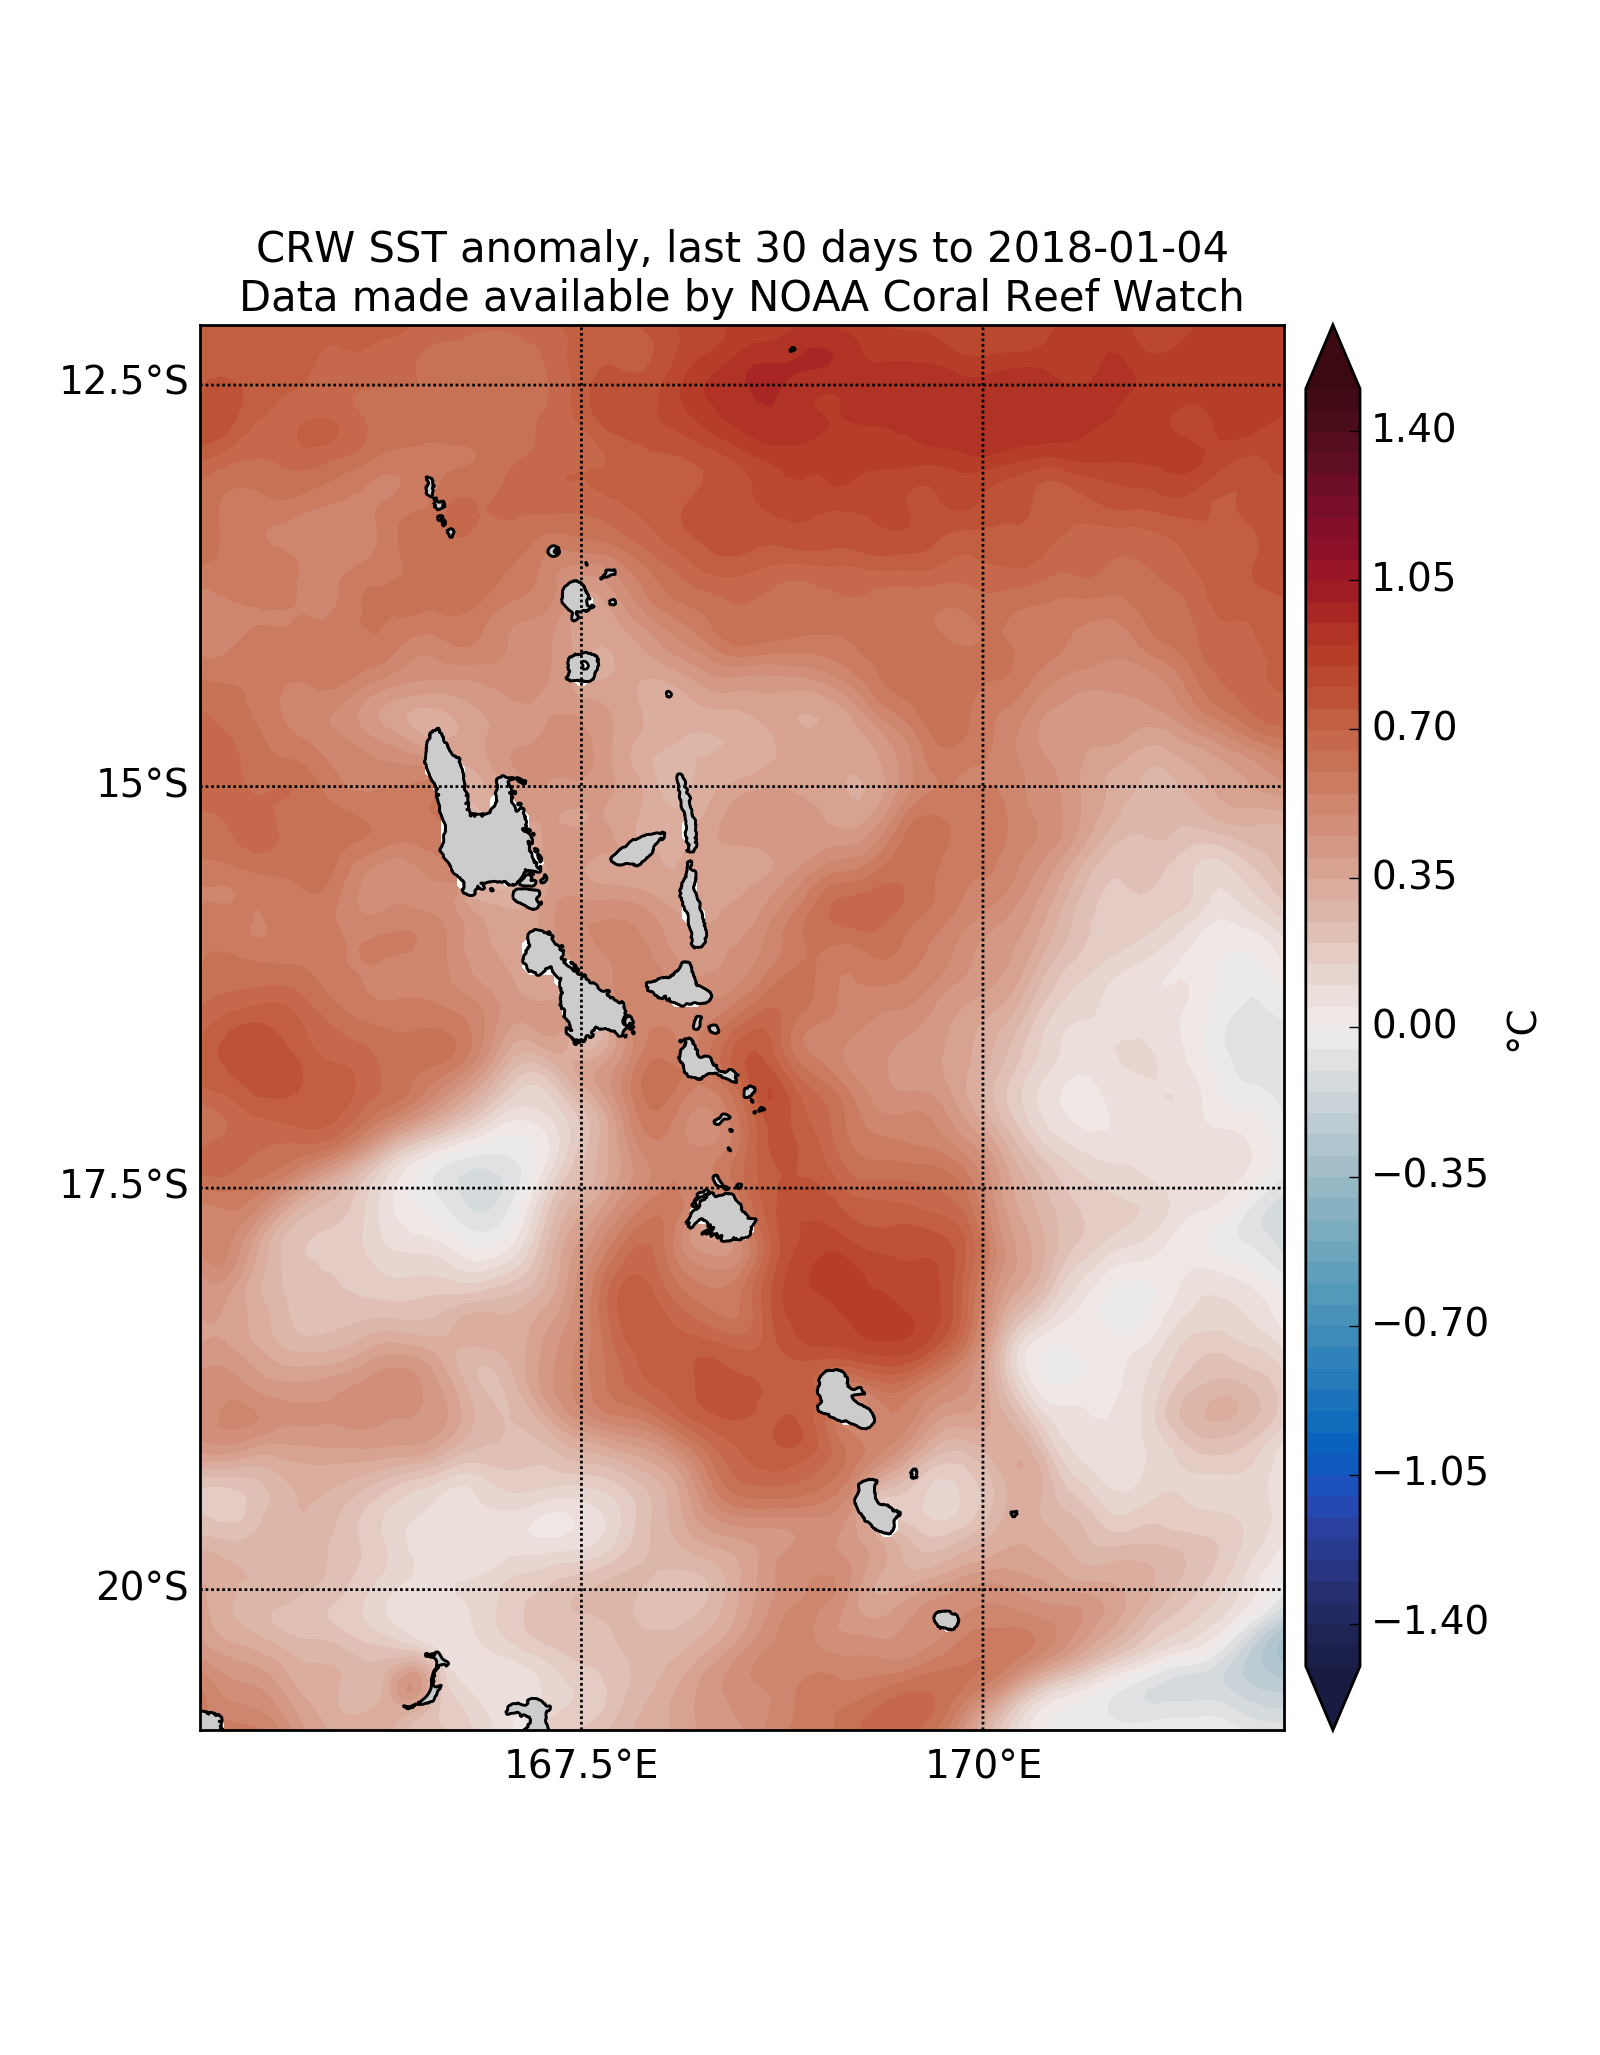 CRW SST anomaly, last 30 days to 2018-01-04
Data made available by NOAA Coral Reef Watch
12.5°S
15°S
17.5°S
20°S
167.5°E
170°E
1.40
1.05
0.70
0.35
0.00
−0.35
−0.70
−1.05
−1.40
°C